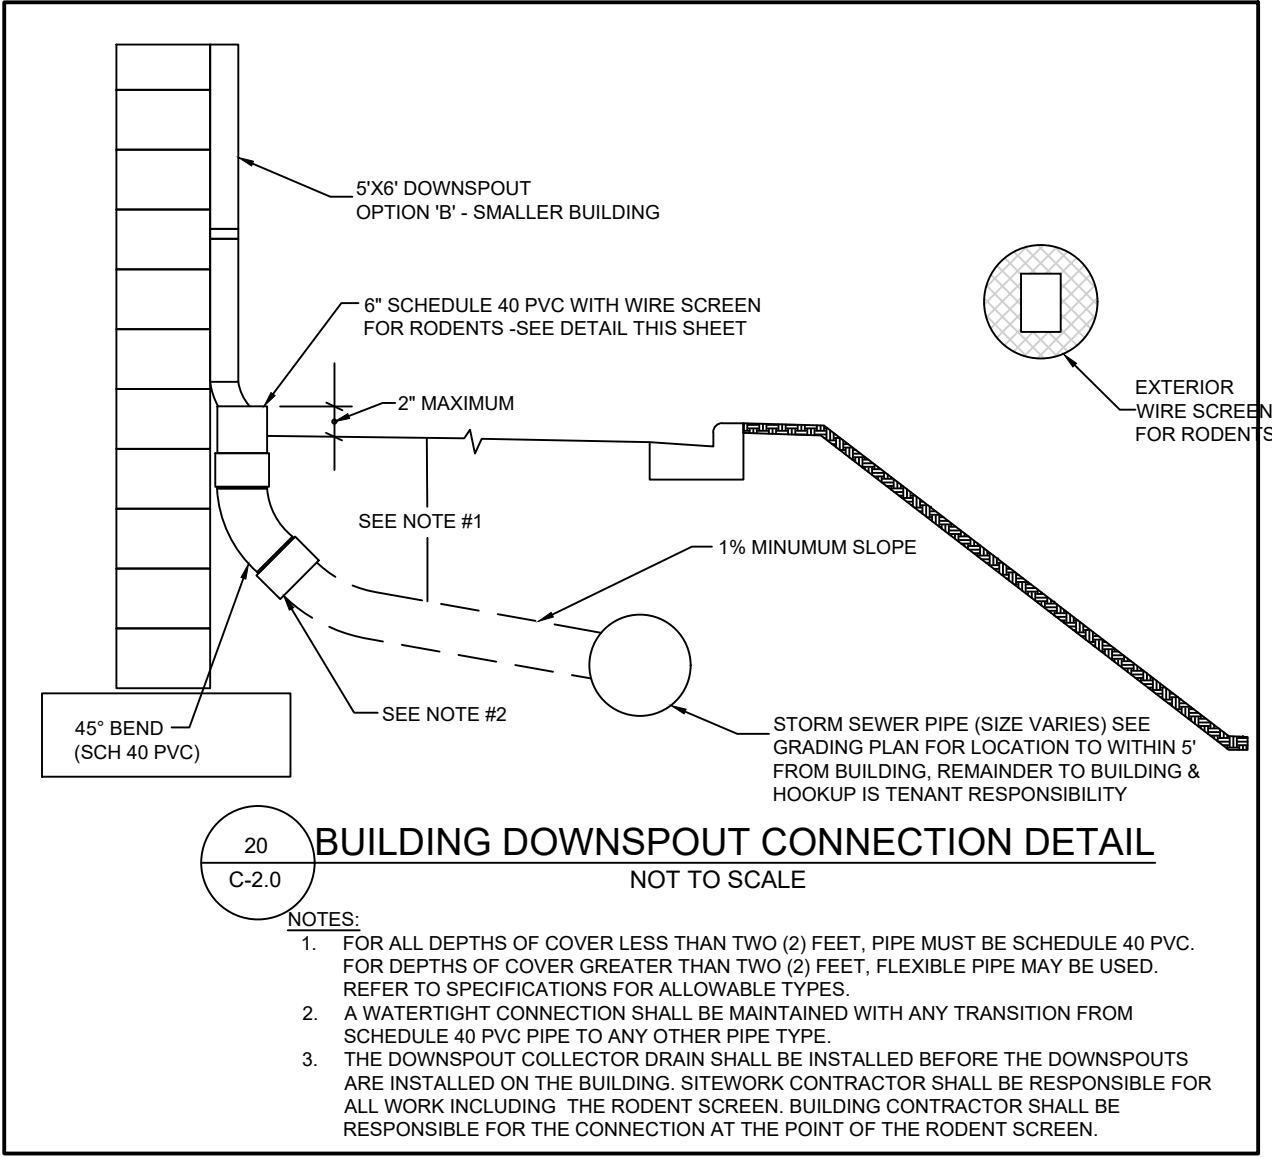 5'X6' DOWNSPOUT
OPTION 'B' - SMALLER BUILDING
6" SCHEDULE 40 PVC WITH WIRE SCREEN
FOR RODENTS -SEE DETAIL THIS SHEET
2" MAXIMUM
EXTERIOR
WIRE SCREEN
FOR RODENTS
SEE NOTE #1
1% MINUMUM SLOPE
SEE NOTE #2
45° BEND
(SCH 40 PVC)
STORM SEWER PIPE (SIZE VARIES) SEE
GRADING PLAN FOR LOCATION TO WITHIN 5'
FROM BUILDING, REMAINDER TO BUILDING &
HOOKUP IS TENANT RESPONSIBILITY
20
C-2.0
BUILDING DOWNSPOUT CONNECTION DETAIL
NOT TO SCALE
NOTES:
1. FOR ALL DEPTHS OF COVER LESS THAN TWO (2) FEET, PIPE MUST BE SCHEDULE 40 PVC.
FOR DEPTHS OF COVER GREATER THAN TWO (2) FEET, FLEXIBLE PIPE MAY BE USED.
REFER TO SPECIFICATIONS FOR ALLOWABLE TYPES.
2. A WATERTIGHT CONNECTION SHALL BE MAINTAINED WITH ANY TRANSITION FROM
SCHEDULE 40 PVC PIPE TO ANY OTHER PIPE TYPE.
3. THE DOWNSPOUT COLLECTOR DRAIN SHALL BE INSTALLED BEFORE THE DOWNSPOUTS
ARE INSTALLED ON THE BUILDING. SITEWORK CONTRACTOR SHALL BE RESPONSIBLE FOR
ALL WORK INCLUDING THE RODENT SCREEN. BUILDING CONTRACTOR SHALL BE
RESPONSIBLE FOR THE CONNECTION AT THE POINT OF THE RODENT SCREEN.